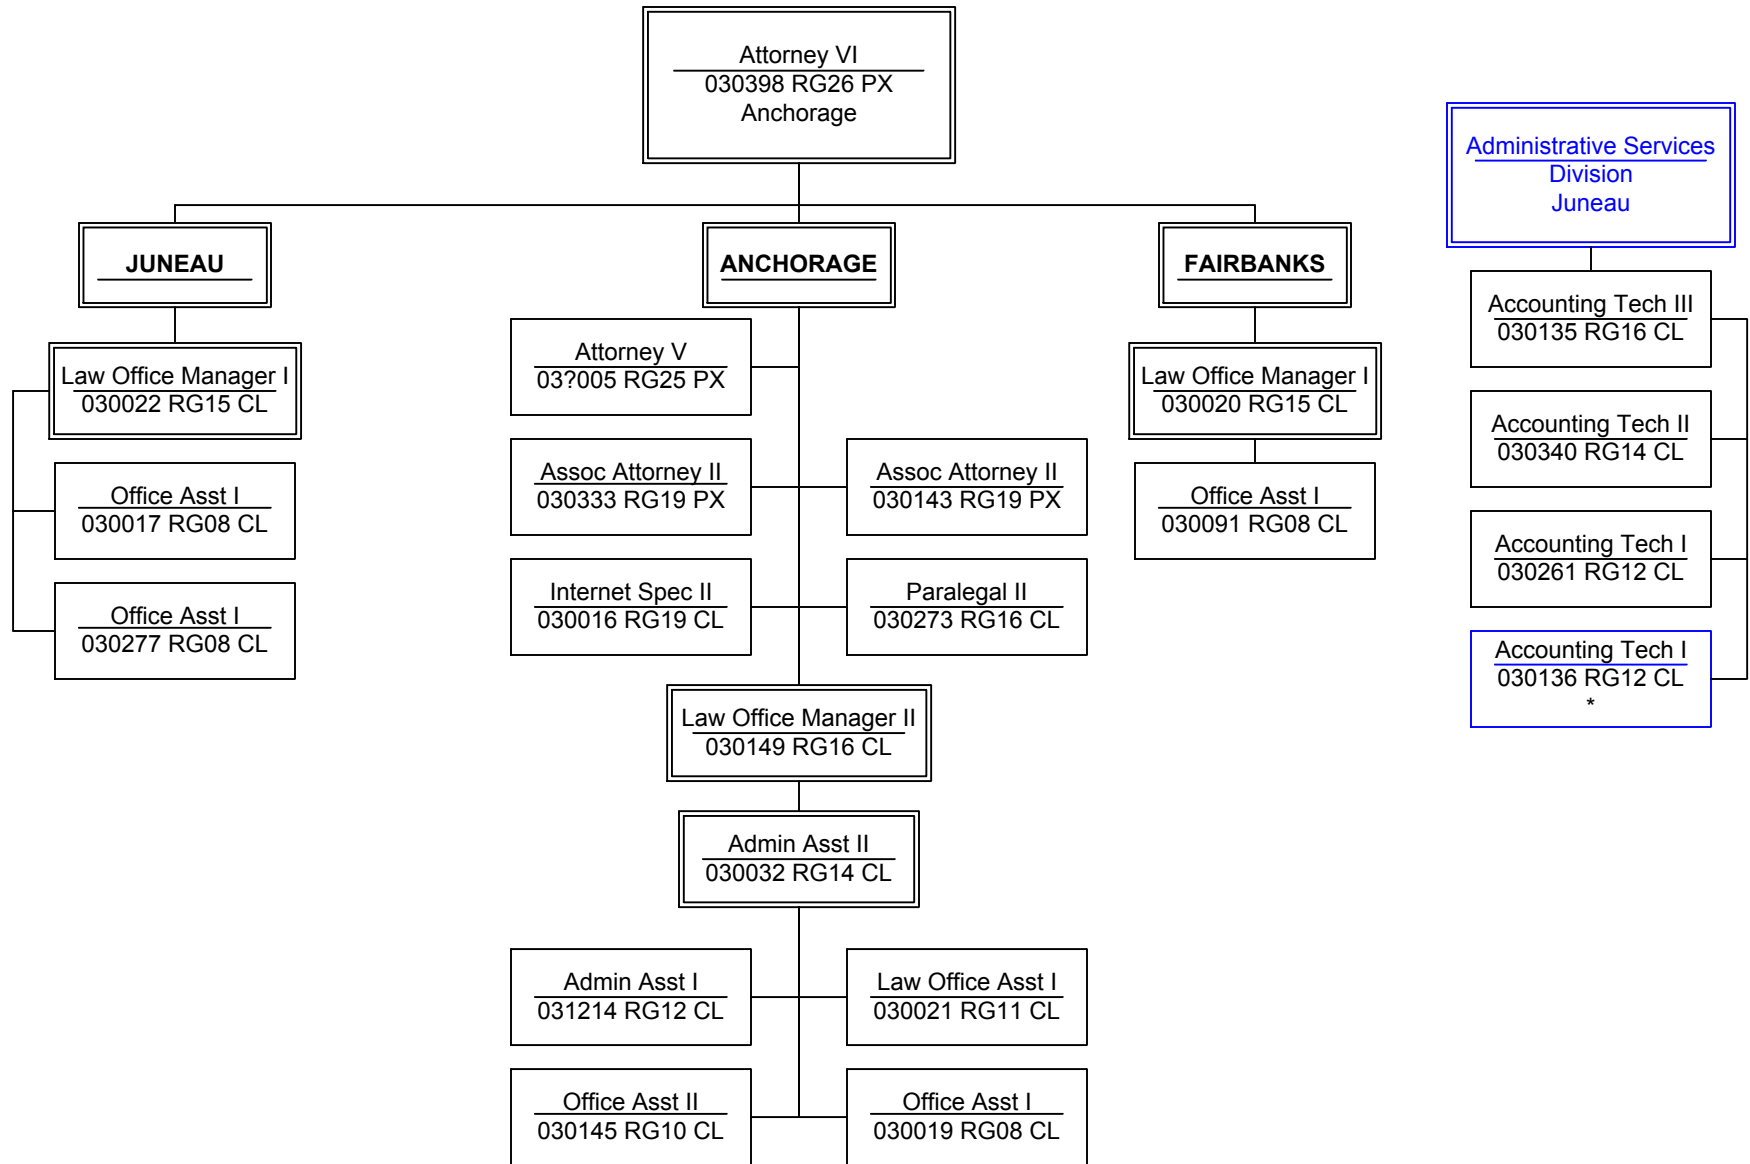 Attorney VI
030398 RG26 PX
Anchorage
Administrative Services
Division
Juneau
JUNEAU
ANCHORAGE
FAIRBANKS
Law Office Manager I
030022 RG15 CL
Office Asst I
030017 RG08 CL
Office Asst I
030277 RG08 CL
Attorney V
03?005 RG25 PX
Assoc Attorney II
030333 RG19 PX
Assoc Attorney II
030143 RG19 PX
Internet Spec II
030016 RG19 CL
Paralegal II
030273 RG16 CL
Law Office Manager II
030149 RG16 CL
Admin Asst II
030032 RG14 CL
Admin Asst I
031214 RG12 CL
Law Office Asst I
030021 RG11 CL
Office Asst II
030145 RG10 CL
Office Asst I
030019 RG08 CL
Law Office Manager I
030020 RG15 CL
Office Asst I
030091 RG08 CL
Accounting Tech III
030135 RG16 CL
Accounting Tech II
030340 RG14 CL
Accounting Tech I
030261 RG12 CL
Accounting Tech I
030136 RG12 CL
*